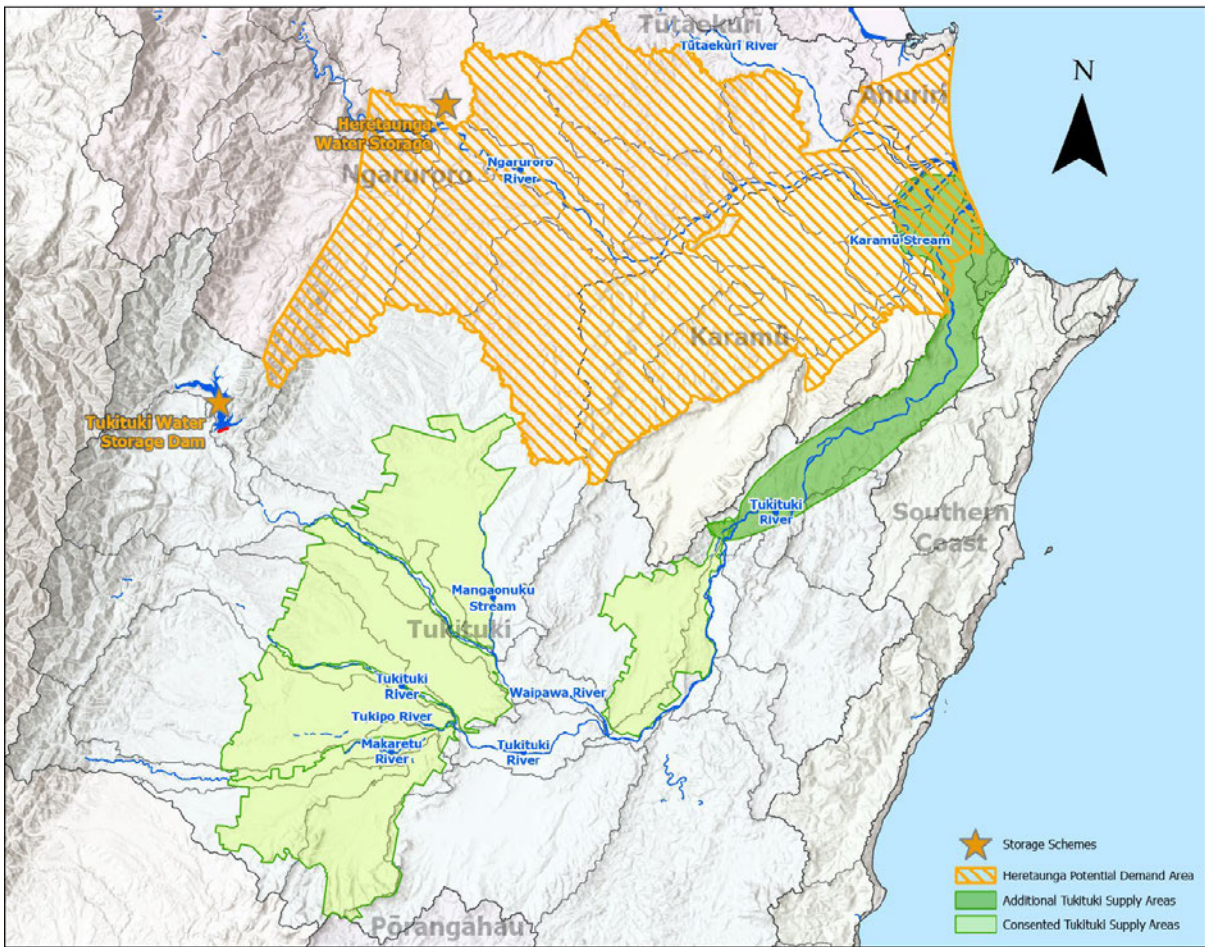 Tūtaekurī
Tūtaekurī River
N
Ahuriri
Heretaunga
Water Storage
Ngaruroro
River
Ngaruroro
Karamū Stream
Karamū
Tukituki Water
Storage Dam
Tukituki
River
Southern
Coast
Mangaonuku
Stream
Tukituki
Tukituki
River
Waipawa River
Tukipo River
Makaretu
River
Tukituki
River
Pōrangahau
Storage Schemes
Heretaunga Potential Demand Area
Additional Tukituki Supply Areas
Consented Tukituki Supply Areas